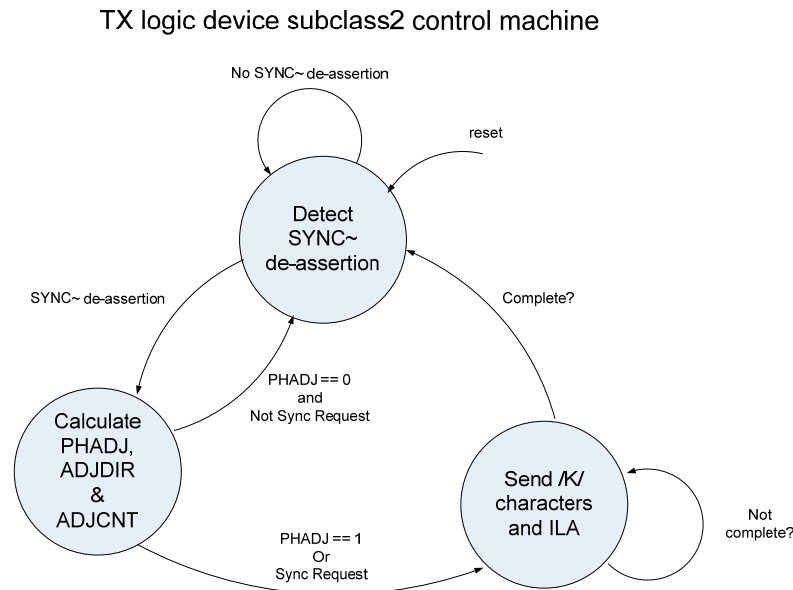 TX logic device subclass2 control machine
No SYNC~ de-assertion
reset
Detect
SYNC~
de-assertion
SYNC~ de-assertion
Complete?
PHADJ == 0
and
Not Sync Request
Calculate
PHADJ,
ADJDIR
&
ADJCNT
Send /K/
characters
and ILA
Not
complete?
PHADJ == 1
Or
Sync Request